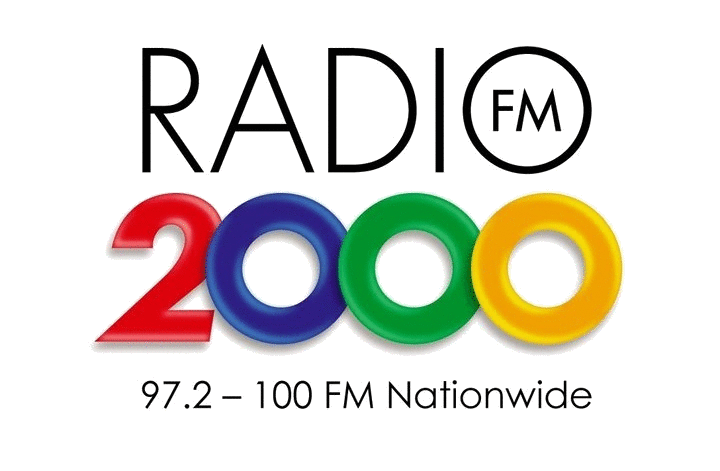 RADIO FM
2000
97.2 – 100 FM Nationwide